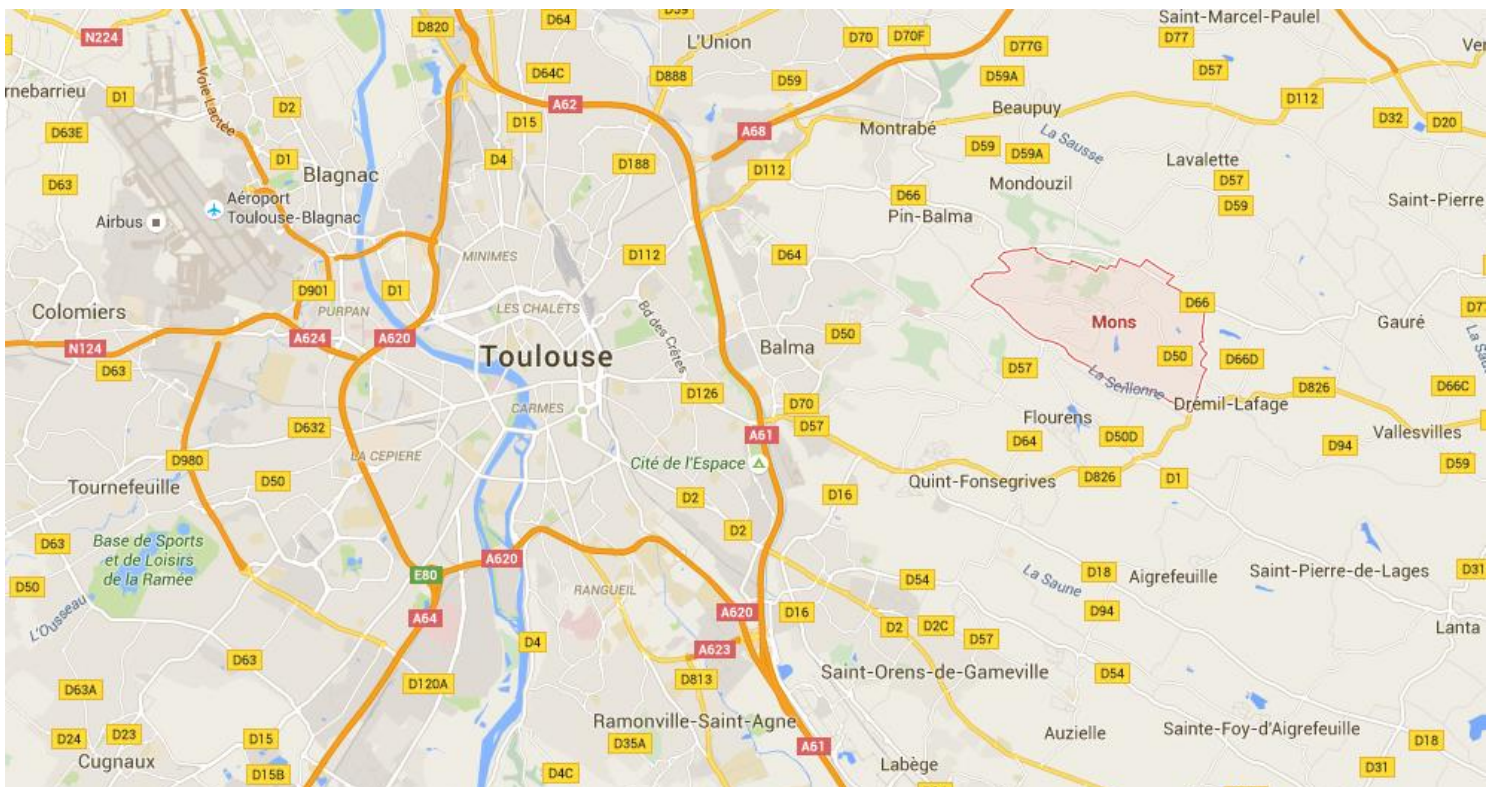 D39
Saint-Marcel-Paulel
D820
D64
N224
L'Union
D70
D70F
D77G
D77
Ver
D64C
D888
D59
D59A
D57
rnebarrieu
D1
D2
A62
Beaupuy
D112
Voie Lactée
D15
A68
Montrabé
La Sausse
D32
D20
D63E
D1
D4
D188
D112
D59
D59A
Lavalette
Blagnac
D63
D66
Mondouzil
D57
Aéroport
Toulouse-Blagnac
Airbus
Pin-Balma
D59
Saint-Pierre
MINIMES
D112
D64
D901
D1
LES CHALETS
D66
Colomiers
PURPAN
Bd des Crêtes
D77
N124
A624
A620
D50
Mons
Gauré
Toulouse
Balma
D50
D66D
La Sau
D63
D57
La Seillonne
D126
D826
D66C
CARMES
D70
Drémil-Lafage
D632
D57
Flourens
A61
D64
D50D
D94
Vallesvilles
LA CEPIERE
D980
Cité de l'Espace
D59
Tournefeuille
D50
D2
D16
Quint-Fonsegrives
D826
D1
D2
D63
Base de Sports
et de Loisirs
de la Ramée
A620
E80
D54
La Saune
D18
Aigrefeuille
Saint-Pierre-de-Lages
D31
D50
RANGUEIL
L'Ousseau
A64
A620
D16
D2
D2C
D94
D57
Lanta
D4
A623
D63
D813
Saint-Orens-de-Gameville
D54
D63A
D120A
Ramonville-Saint-Agne
D24
D23
D15
D35A
A61
Auzielle
Sainte-Foy-d'Aigrefeuille
D18
Cugnaux
D15B
D4C
Labège
D31